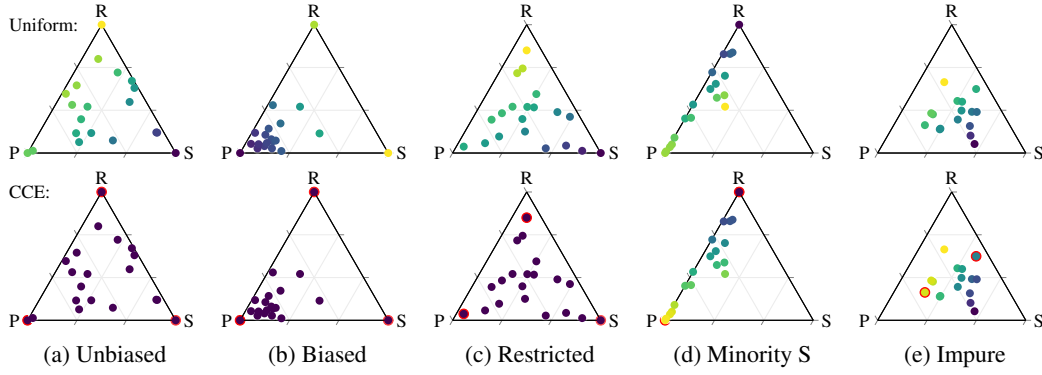 Uniform:
R R R R R
P S P S P S P S P S
CCE:
R R R R R
P S P S P S P S P S
(a) Unbiased (b) Biased (c) Restricted (d) Minority S (e) Impure